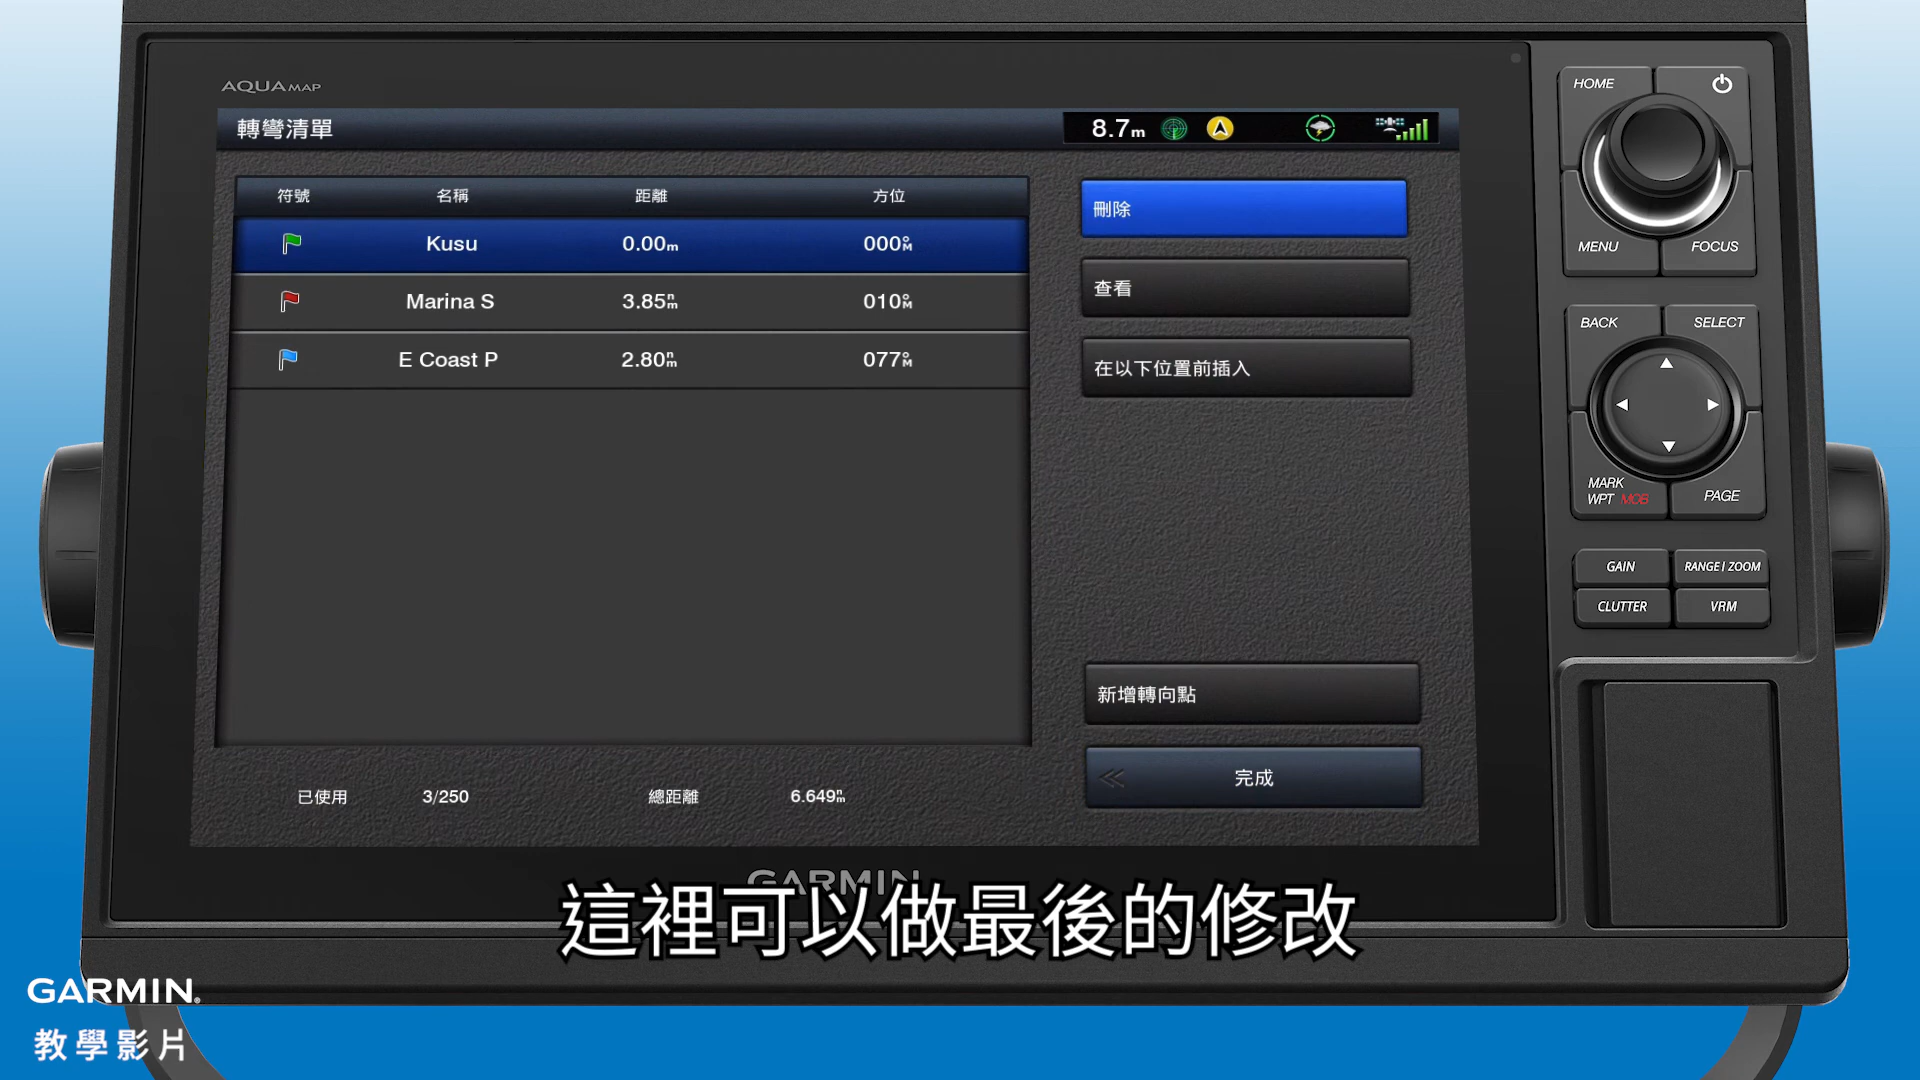 AQUAMAP
轉彎清單
8.7m
符號 名稱 距離 方位
Kusu 0.00m 000°M
Marina S 3.85nm 010°M
E Coast P 2.80nm 077°M
已使用 3/250 總距離 6.649nm
刪除
查看
在以下位置前插入
新增轉向點
完成
HOME
MENU FOCUS
BACK SELECT
MARK
WPT MOB
PAGE
GAIN RANGE | ZOOM
CLUTTER VRM
GARMIN
這裡可以做最後的修改
GARMIN®
教學影片